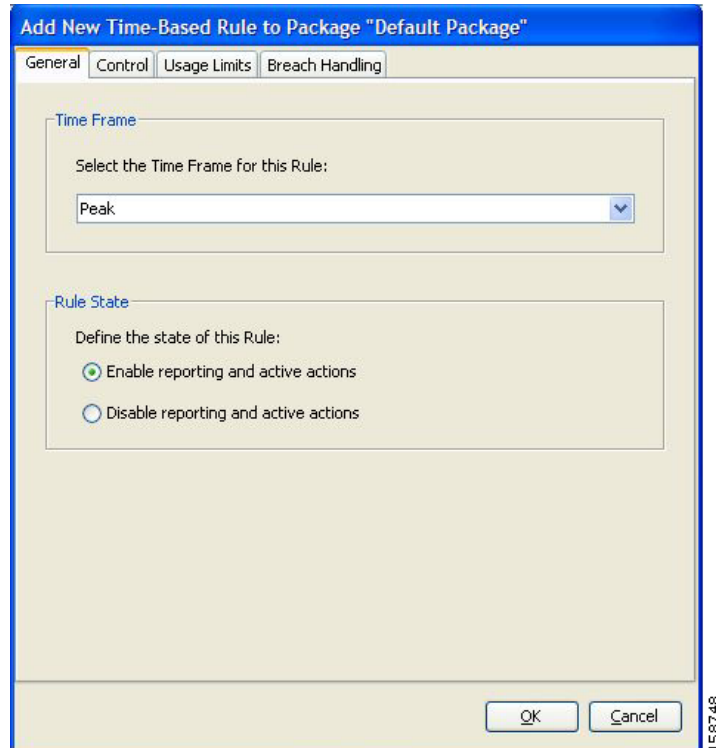 Add New Time-Based Rule to Package "Default Package"
General Control Usage Limits Breach Handling
Time Frame
Select the Time Frame for this Rule:
Peak
Rule State
Define the state of this Rule:
Enable reporting and active actions
Disable reporting and active actions
OK Cancel
58748